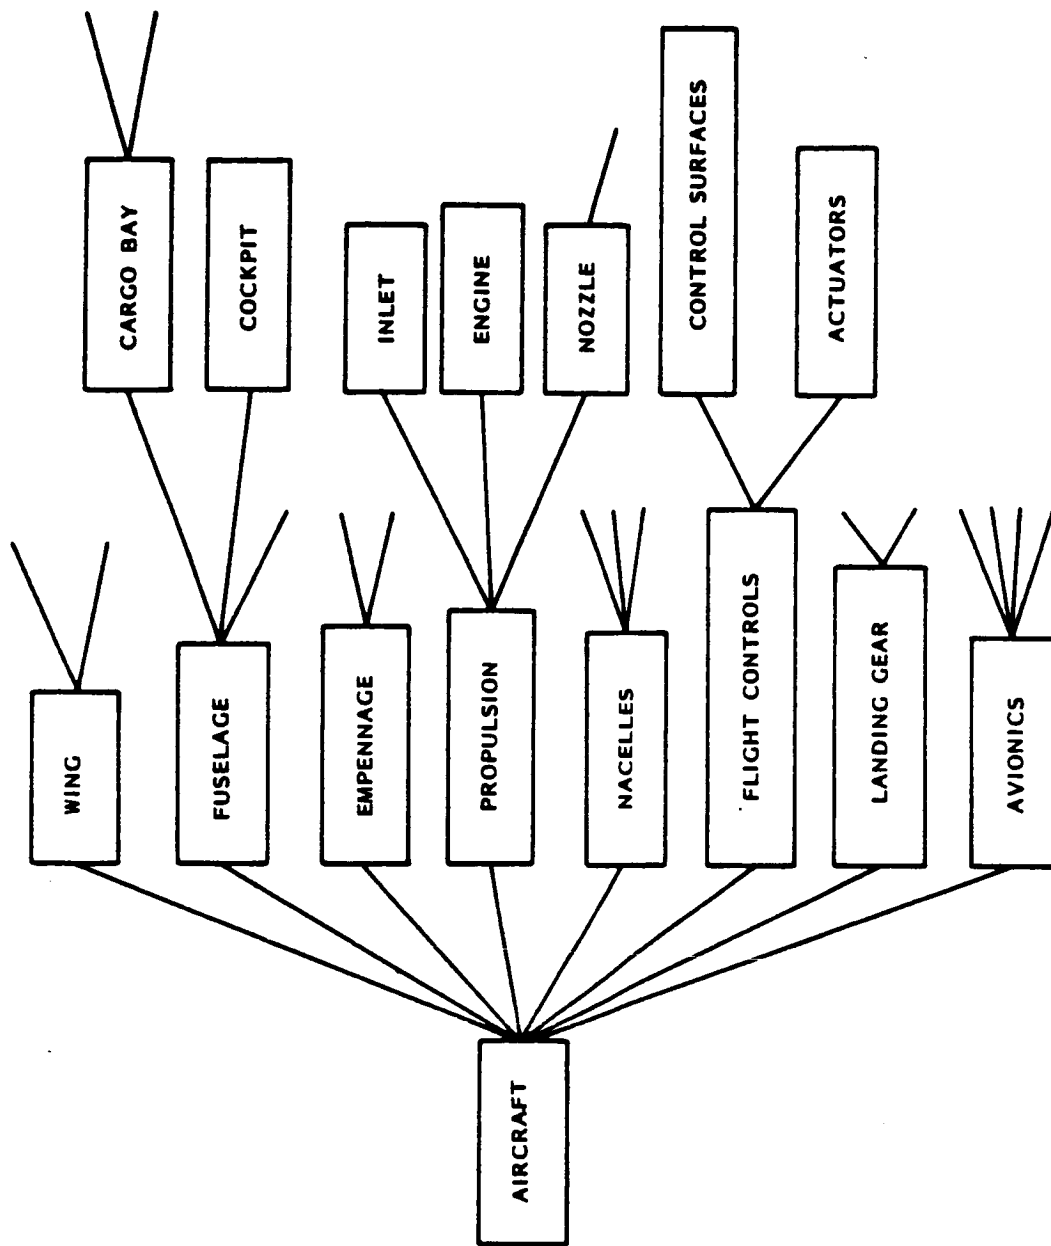 AIRCRAFT
WING
FUSELAGE
EMPENNAGE
PROPULSION
NACELLES
FLIGHT CONTROLS
LANDING GEAR
AVIONICS
CARGO BAY
COCKPIT
INLET
ENGINE
NOZZLE
CONTROL SURFACES
ACTUATORS